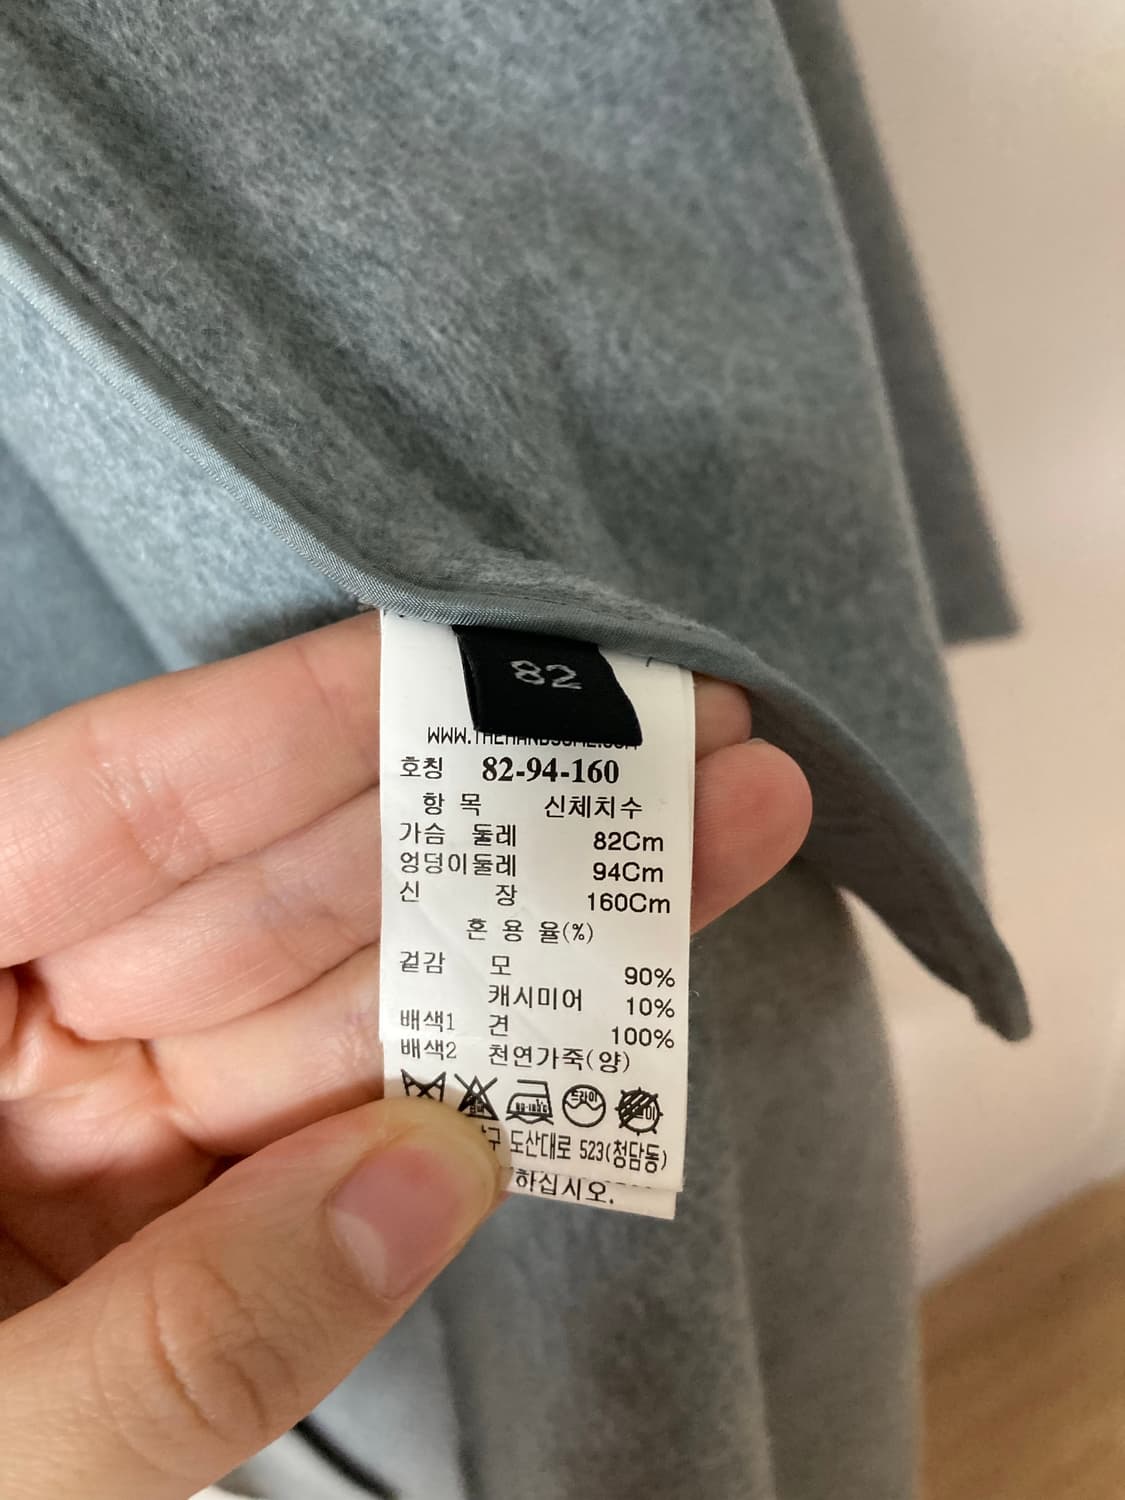 82
WWW.THEHANDSOME.COM
호칭 82-94-160
항 목 신체치수
가슴 둘레 82Cm
엉덩이둘레 94Cm
신 장 160Cm
혼 용 율(%)
겉감 모 90%
캐시미어 10%
배색1 견 100%
배색2 천연가죽(양)
드라이
도산대로 523(청담동)
하십시오.